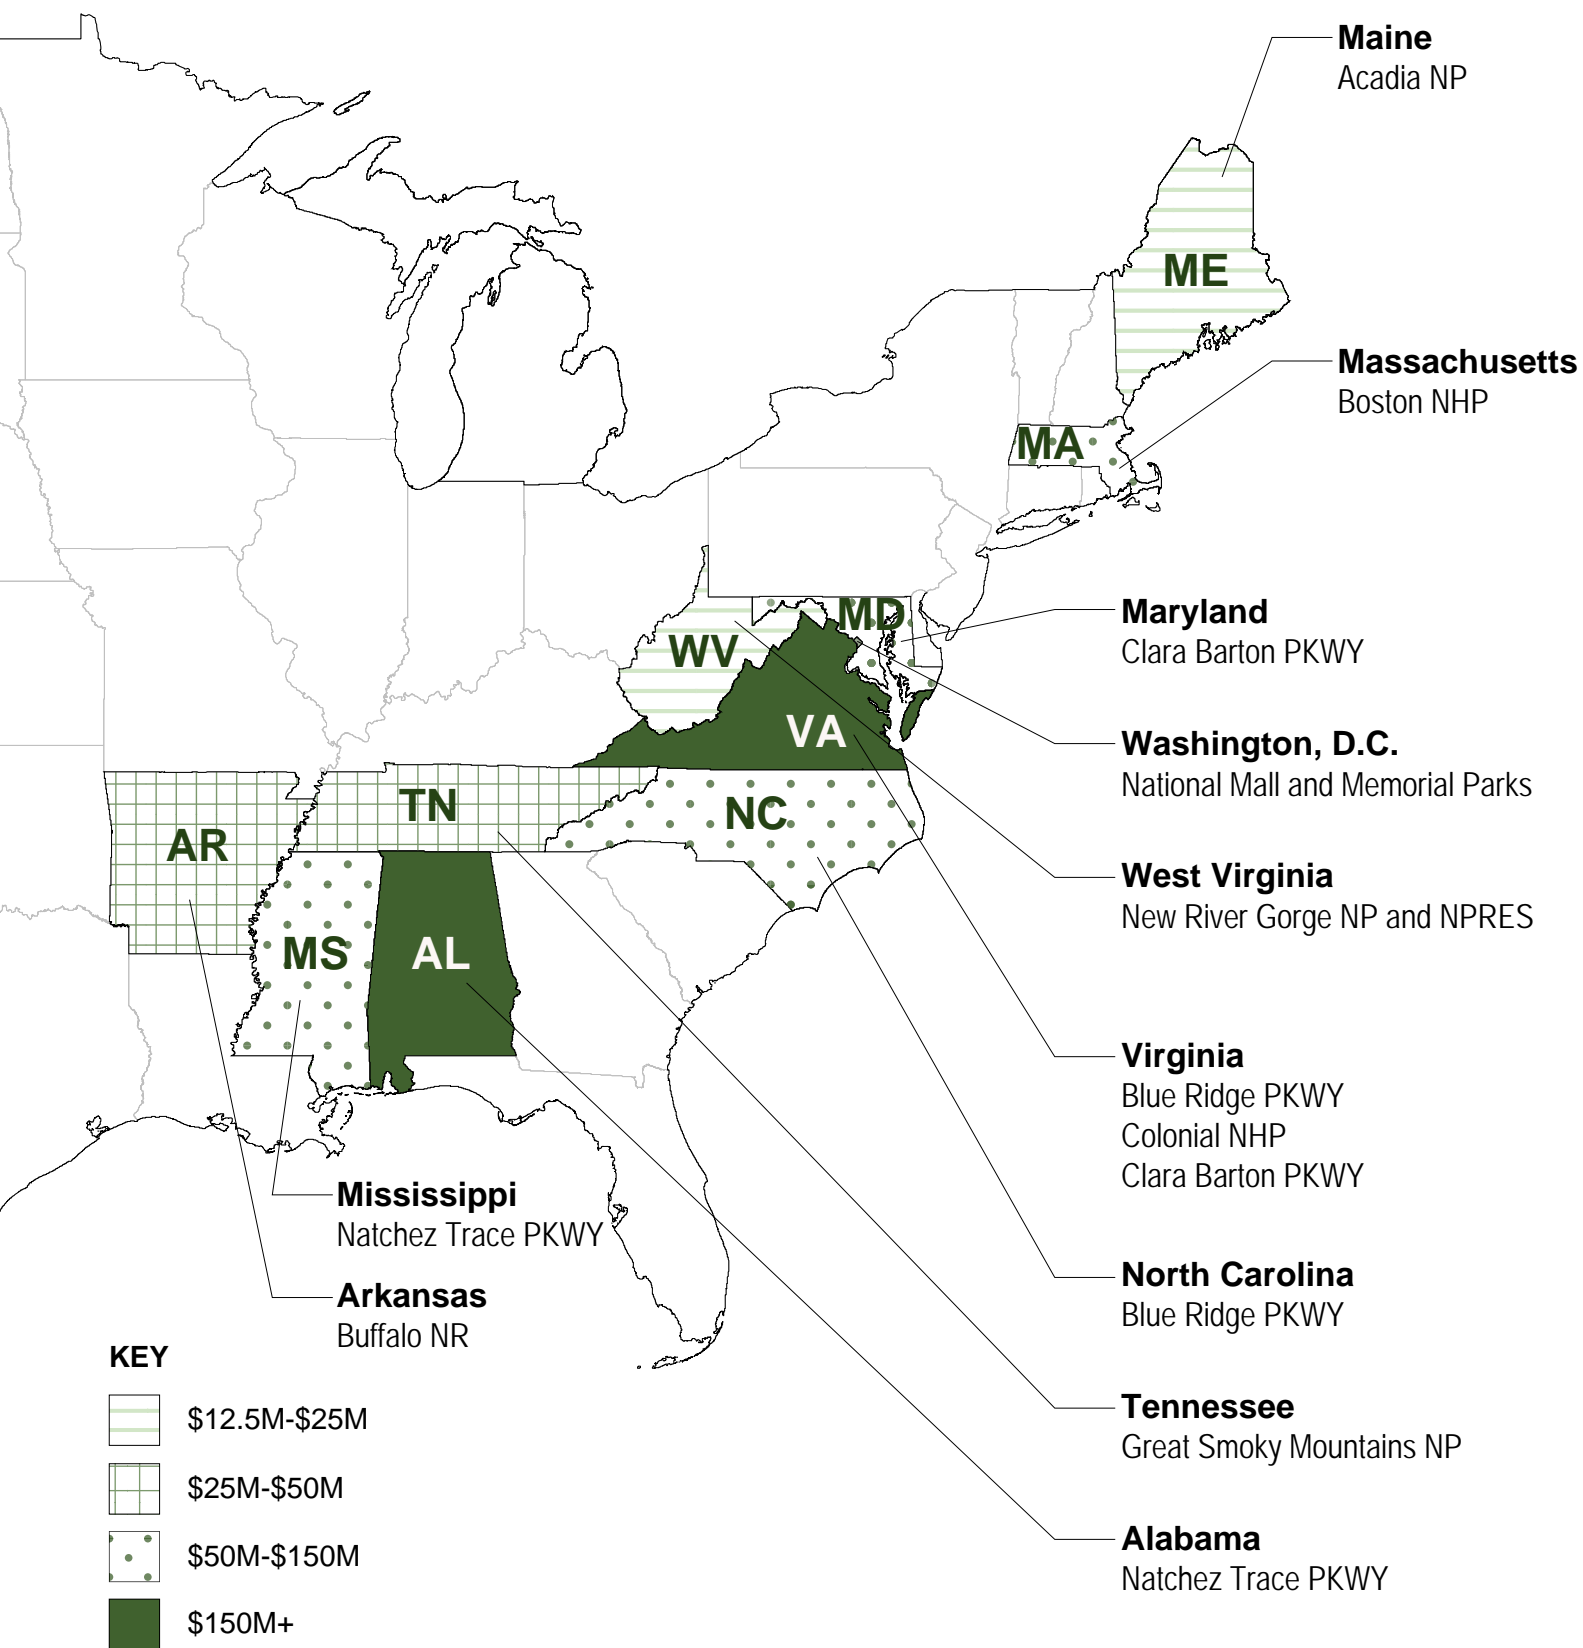 Maine
Acadia NP
ME
Massachusetts
Boston NHP
MA
MD
Maryland
Clara Barton PKWY
WV
VA
Washington, D.C.
National Mall and Memorial Parks
TN
NC
AR
West Virginia
New River Gorge NP and NPRES
MS
AL
Virginia
Blue Ridge PKWY
Colonial NHP
Clara Barton PKWY
Mississippi
Natchez Trace PKWY
North Carolina
Blue Ridge PKWY
Arkansas
Buffalo NR
Tennessee
Great Smoky Mountains NP
Alabama
Natchez Trace PKWY
KEY
$12.5M-$25M
$25M-$50M
$50M-$150M
$150M+